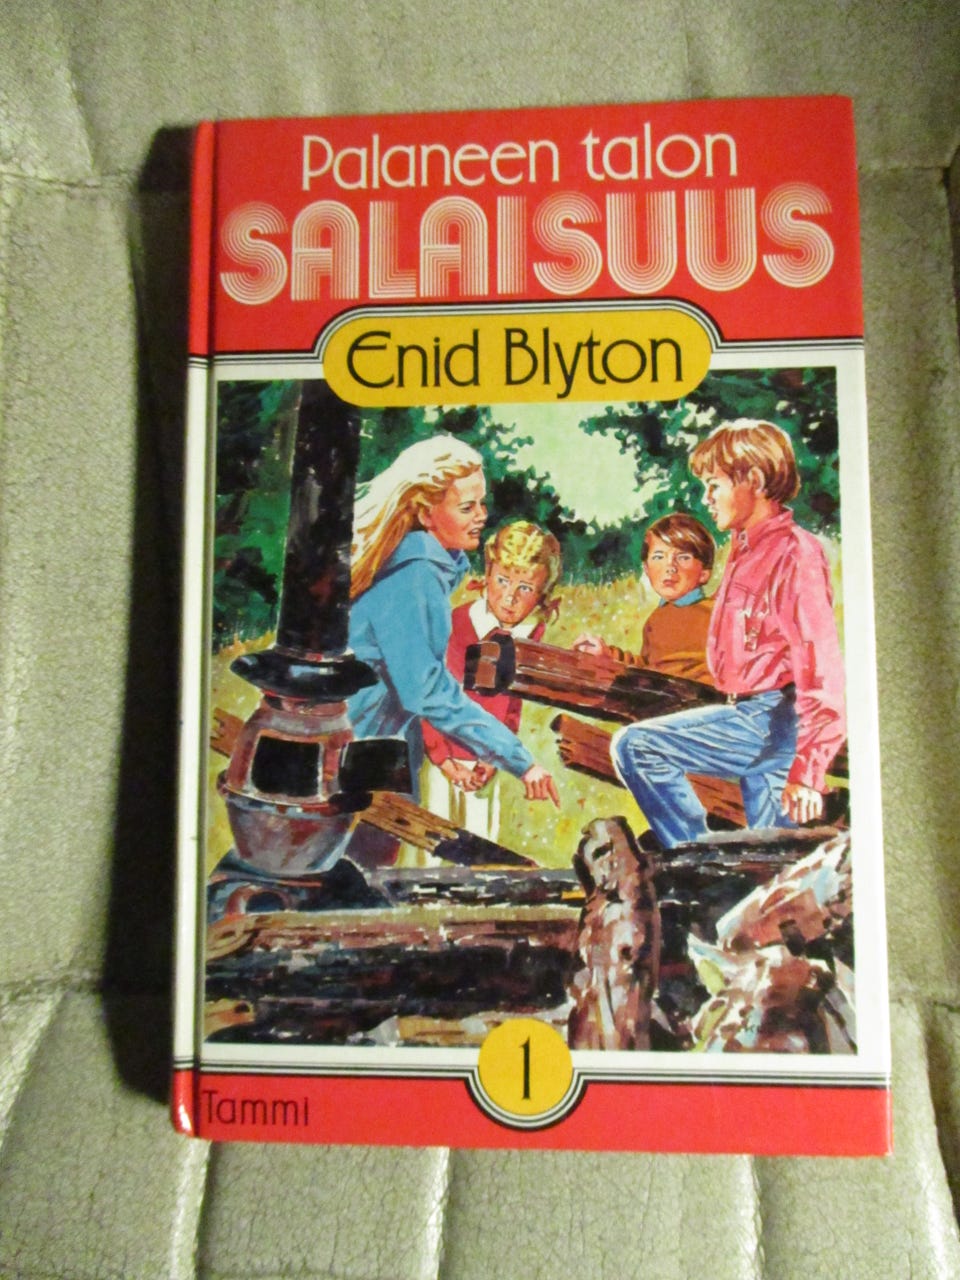 Palaneen talon
SALAISUUS
Enid Blyton
1
Tammi